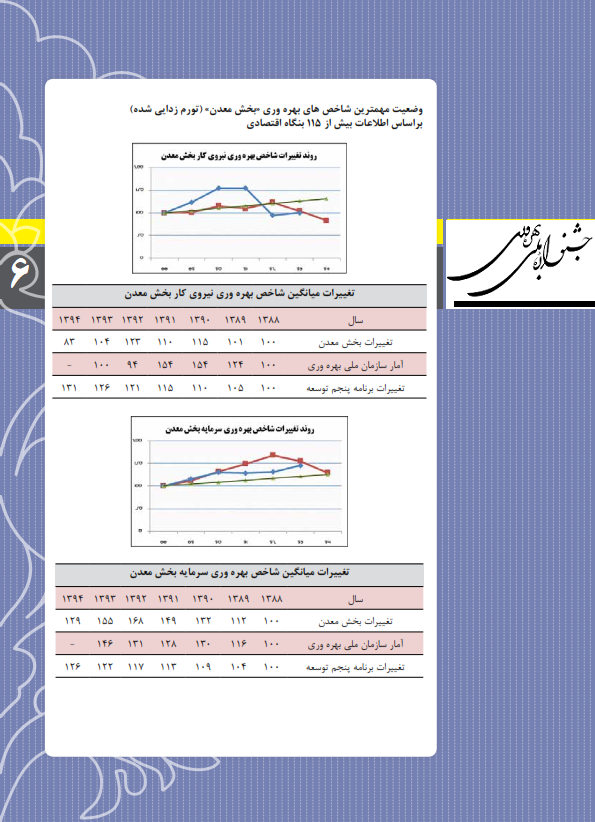 وضعیت مهمترین شاخص های بهره وری «بخش معدن» (تورم زدایی شده)
براساس اطلاعات بیش از ۱۱۵ بنگاه اقتصادی
روند تغییرات شاخص بهره وری نیروی کار بخش معدن
۶
تغییرات میانگین شاخص بهره وری نیروی کار بخش معدن
سال ۱۳۸۸ ۱۳۸۹ ۱۳۹۰ ۱۳۹۱ ۱۳۹۲ ۱۳۹۳ ۱۳۹۴
تغییرات بخش معدن ۱۰۰ ۱۰۱ ۱۱۵ ۱۱۰ ۱۲۳ ۱۰۴ ۸۳
آمار سازمان ملی بهره وری ۱۰۰ ۱۲۴ ۱۵۴ ۱۵۴ ۹۴ ۱۰۰ -
تغییرات برنامه پنجم توسعه ۱۰۰ ۱۰۵ ۱۱۰ ۱۱۵ ۱۲۱ ۱۲۶ ۱۳۱
روند تغییرات شاخص بهره وری سرمایه بخش معدن
تغییرات میانگین شاخص بهره وری سرمایه بخش معدن
سال ۱۳۸۸ ۱۳۸۹ ۱۳۹۰ ۱۳۹۱ ۱۳۹۲ ۱۳۹۳ ۱۳۹۴
تغییرات بخش معدن ۱۰۰ ۱۱۲ ۱۳۲ ۱۴۹ ۱۶۸ ۱۵۵ ۱۲۹
آمار سازمان ملی بهره وری ۱۰۰ ۱۱۶ ۱۳۰ ۱۲۸ ۱۳۱ ۱۴۶ -
تغییرات برنامه پنجم توسعه ۱۰۰ ۱۰۴ ۱۰۹ ۱۱۳ ۱۱۷ ۱۲۲ ۱۲۶